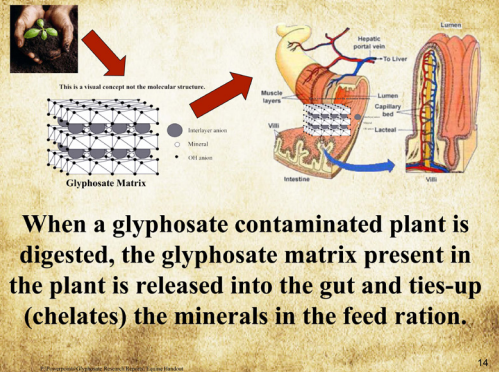 This is a visual concept not the molecular structure.
Interlayer anion
Mineral
OH anion
Glyphosate Matrix
Hepatic
portal vein
To Liver
Muscle
layers
Lumen
Villi
Capillary
bed
Lacteal
Intestine
Lumen
Villi
When a glyphosate contaminated plant is
digested, the glyphosate matrix present in
the plant is released into the gut and ties-up
(chelates) the minerals in the feed ration.
14